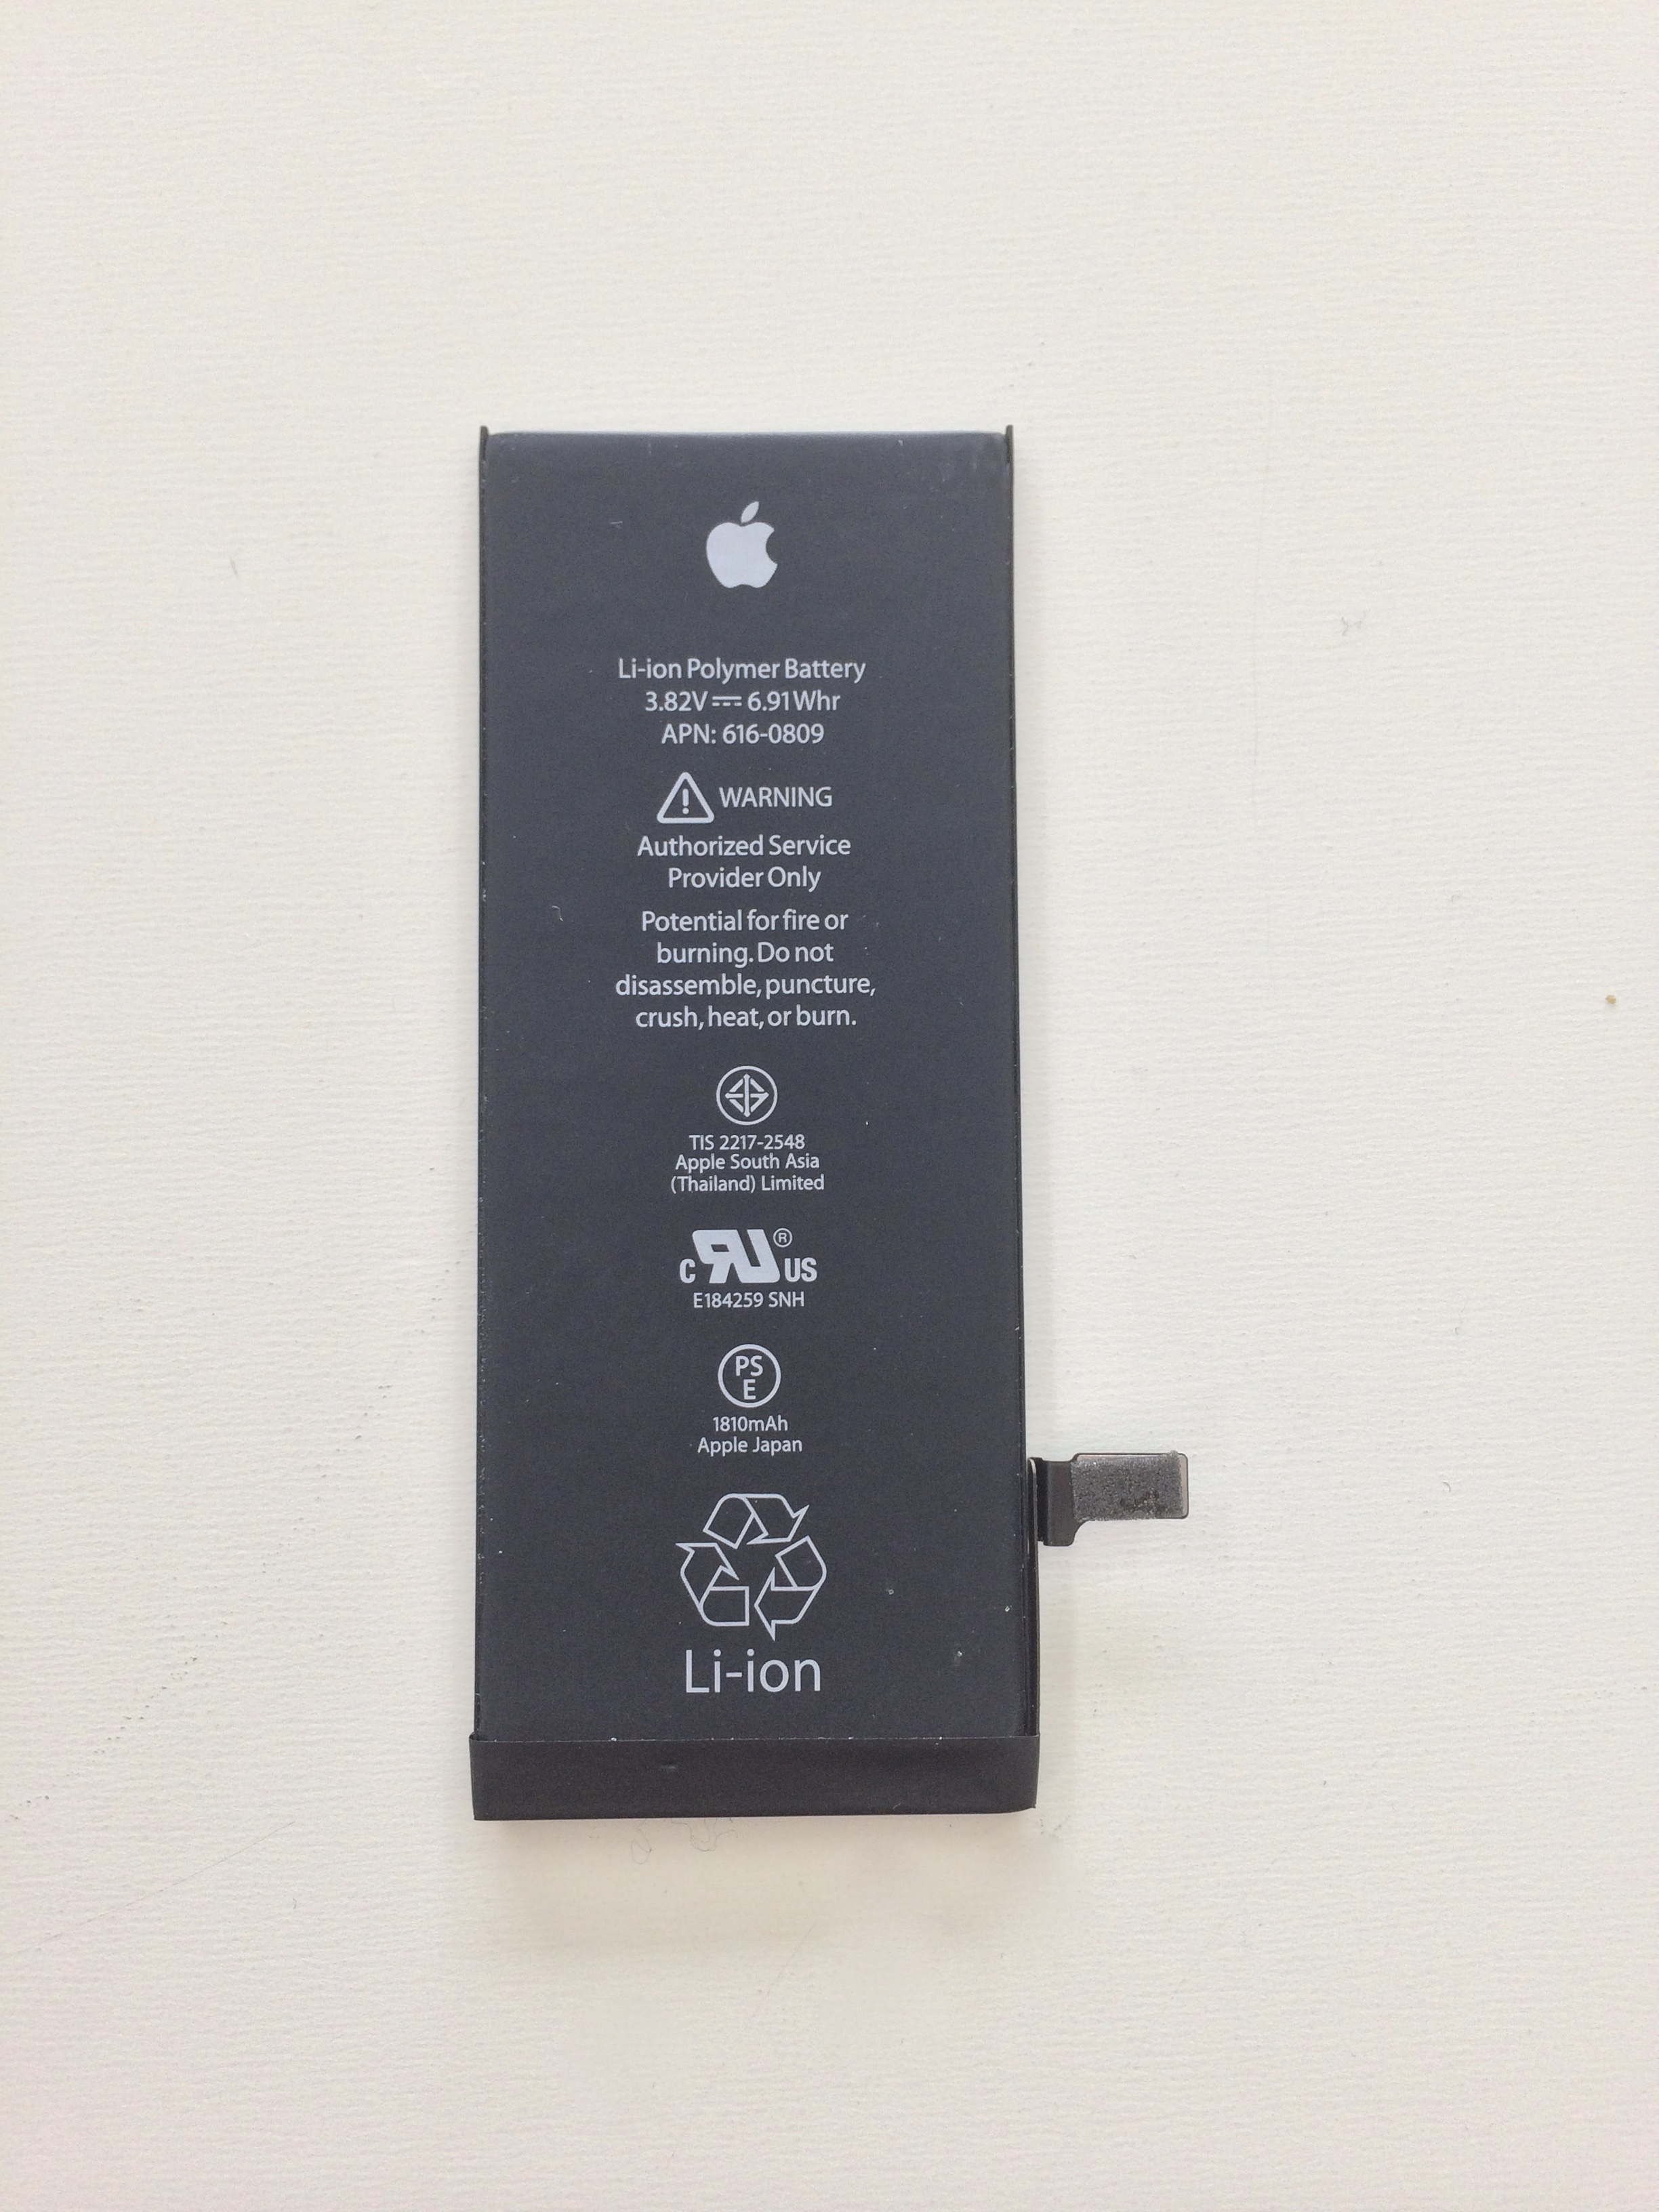 Li-ion Polymer Battery
3.82V ⎓ 6.91Whr
APN: 616-0809
WARNING
Authorized Service
Provider Only
Potential for fire or
burning. Do not
disassemble, puncture,
crush, heat, or burn.
TIS 2217-2548
Apple South Asia
(Thailand) Limited
c RU ® US
E184259 SNH
PS
E
1810mAh
Apple Japan
Li-ion